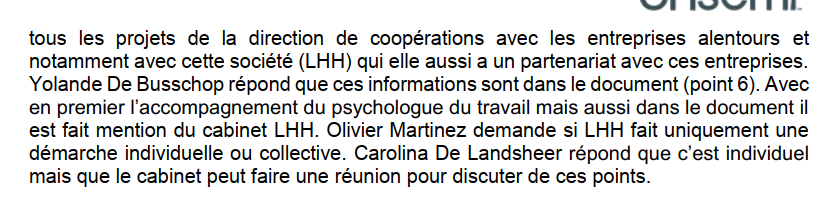 onsemi
tous les projets de la direction de coopérations avec les entreprises alentours et
notamment avec cette société (LHH) qui elle aussi a un partenariat avec ces entreprises.
Yolande De Busschop répond que ces informations sont dans le document (point 6). Avec
en premier l’accompagnement du psychologue du travail mais aussi dans le document il
est fait mention du cabinet LHH. Olivier Martinez demande si LHH fait uniquement une
démarche individuelle ou collective. Carolina De Landsheer répond que c’est individuel
mais que le cabinet peut faire une réunion pour discuter de ces points.